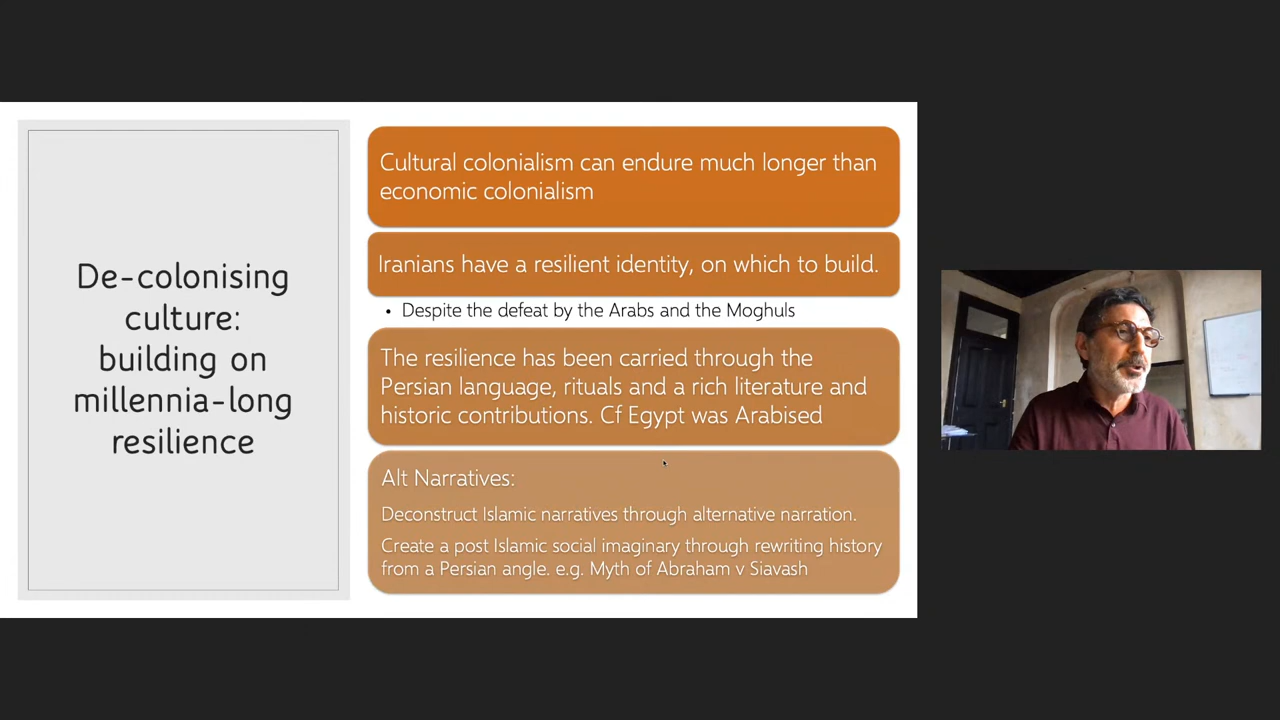 De-colonising
culture:
building on
millennia-long
resilience
Cultural colonialism can endure much longer than
economic colonialism
Iranians have a resilient identity, on which to build.
• Despite the defeat by the Arabs and the Moghuls
The resilience has been carried through the
Persian language, rituals and a rich literature and
historic contributions. Cf Egypt was Arabised
Alt Narratives:
Deconstruct Islamic narratives through alternative narration.
Create a post Islamic social imaginary through rewriting history
from a Persian angle. e.g. Myth of Abraham v Siavash